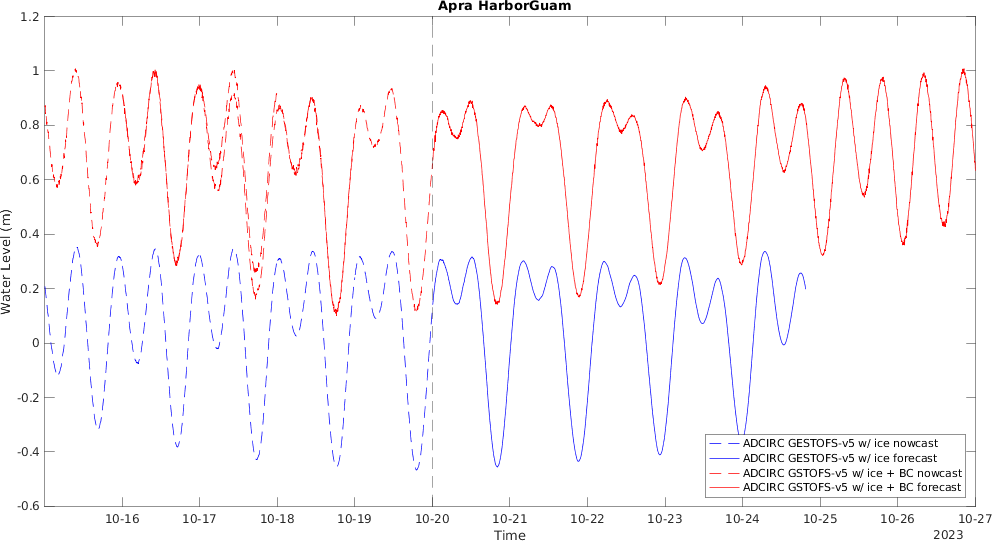 Apra HarborGuam
1.2
1
0.8
0.6
0.4
0.2
0
-0.2
-0.4
-0.6
Water Level (m)
10-16 10-17 10-18 10-19 10-20 10-21 10-22 10-23 10-24 10-25 10-26 10-27
Time
2023
ADCIRC GESTOFS-v5 w/ ice nowcast
ADCIRC GESTOFS-v5 w/ ice forecast
ADCIRC GSTOFS-v5 w/ ice + BC nowcast
ADCIRC GSTOFS-v5 w/ ice + BC forecast